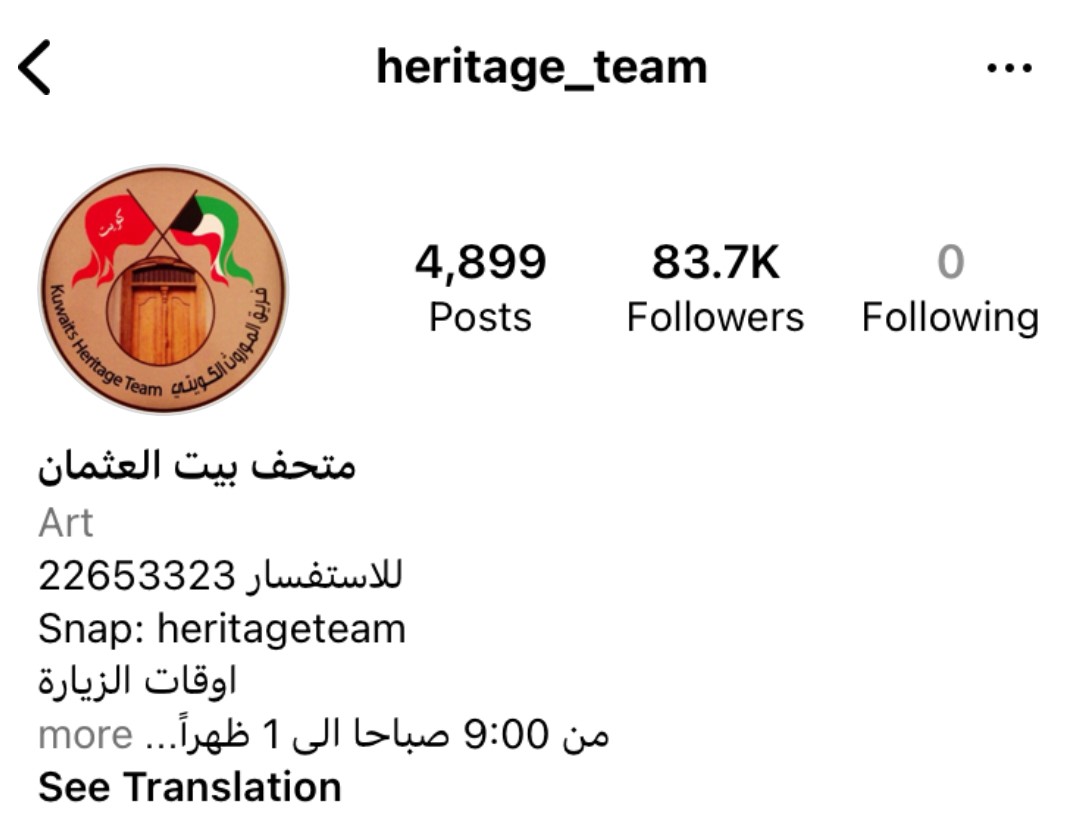 heritage_team
...
كويت
Kuwaits Heritage Team
فريق الموروث الكويتي
4,899
Posts
83.7K
Followers
0
Following
متحف بيت العثمان
Art
للاستفسار 22653323
Snap: heritageteam
اوقات الزيارة
من 9:00 صباحا الى 1 ظهراً... more
See Translation